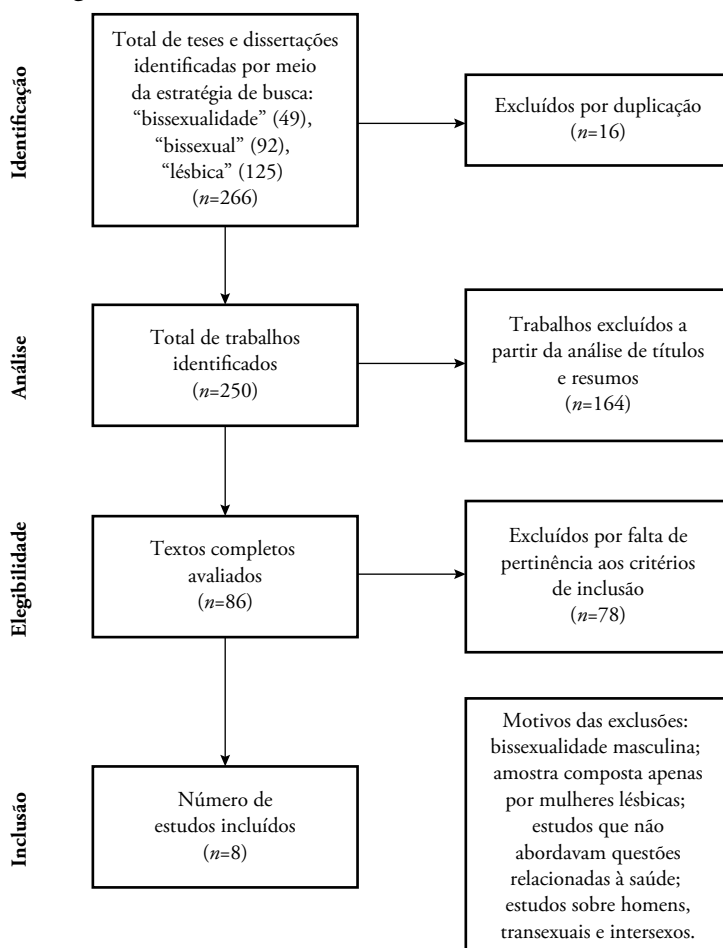 Identificação
Total de teses e dissertações
identificadas por meio
da estratégia de busca:
“bissexualidade” (49),
“bissexual” (92),
“lésbica” (125)
(n=266)
Excluídos por duplicação
(n=16)
Análise
Total de trabalhos
identificados
(n=250)
Trabalhos excluídos a
partir da análise de títulos
e resumos
(n=164)
Elegibilidade
Textos completos
avaliados
(n=86)
Excluídos por falta de
pertinência aos critérios
de inclusão
(n=78)
Inclusão
Número de
estudos incluídos
(n=8)
Motivos das exclusões:
bissexualidade masculina;
amostra composta apenas
por mulheres lésbicas;
estudos que não
abordavam questões
relacionadas à saúde;
estudos sobre homens,
transexuais e intersexos.